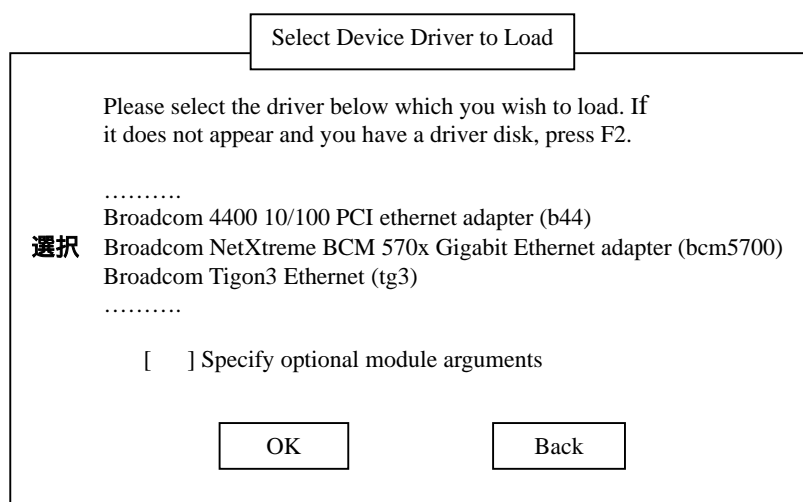 Select Device Driver to Load
Please select the driver below which you wish to load. If
it does not appear and you have a driver disk, press F2.
……….
Broadcom 4400 10/100 PCI ethernet adapter (b44)
選択 Broadcom NetXtreme BCM 570x Gigabit Ethernet adapter (bcm5700)
Broadcom Tigon3 Ethernet (tg3)
……….
[ ] Specify optional module arguments
OK Back